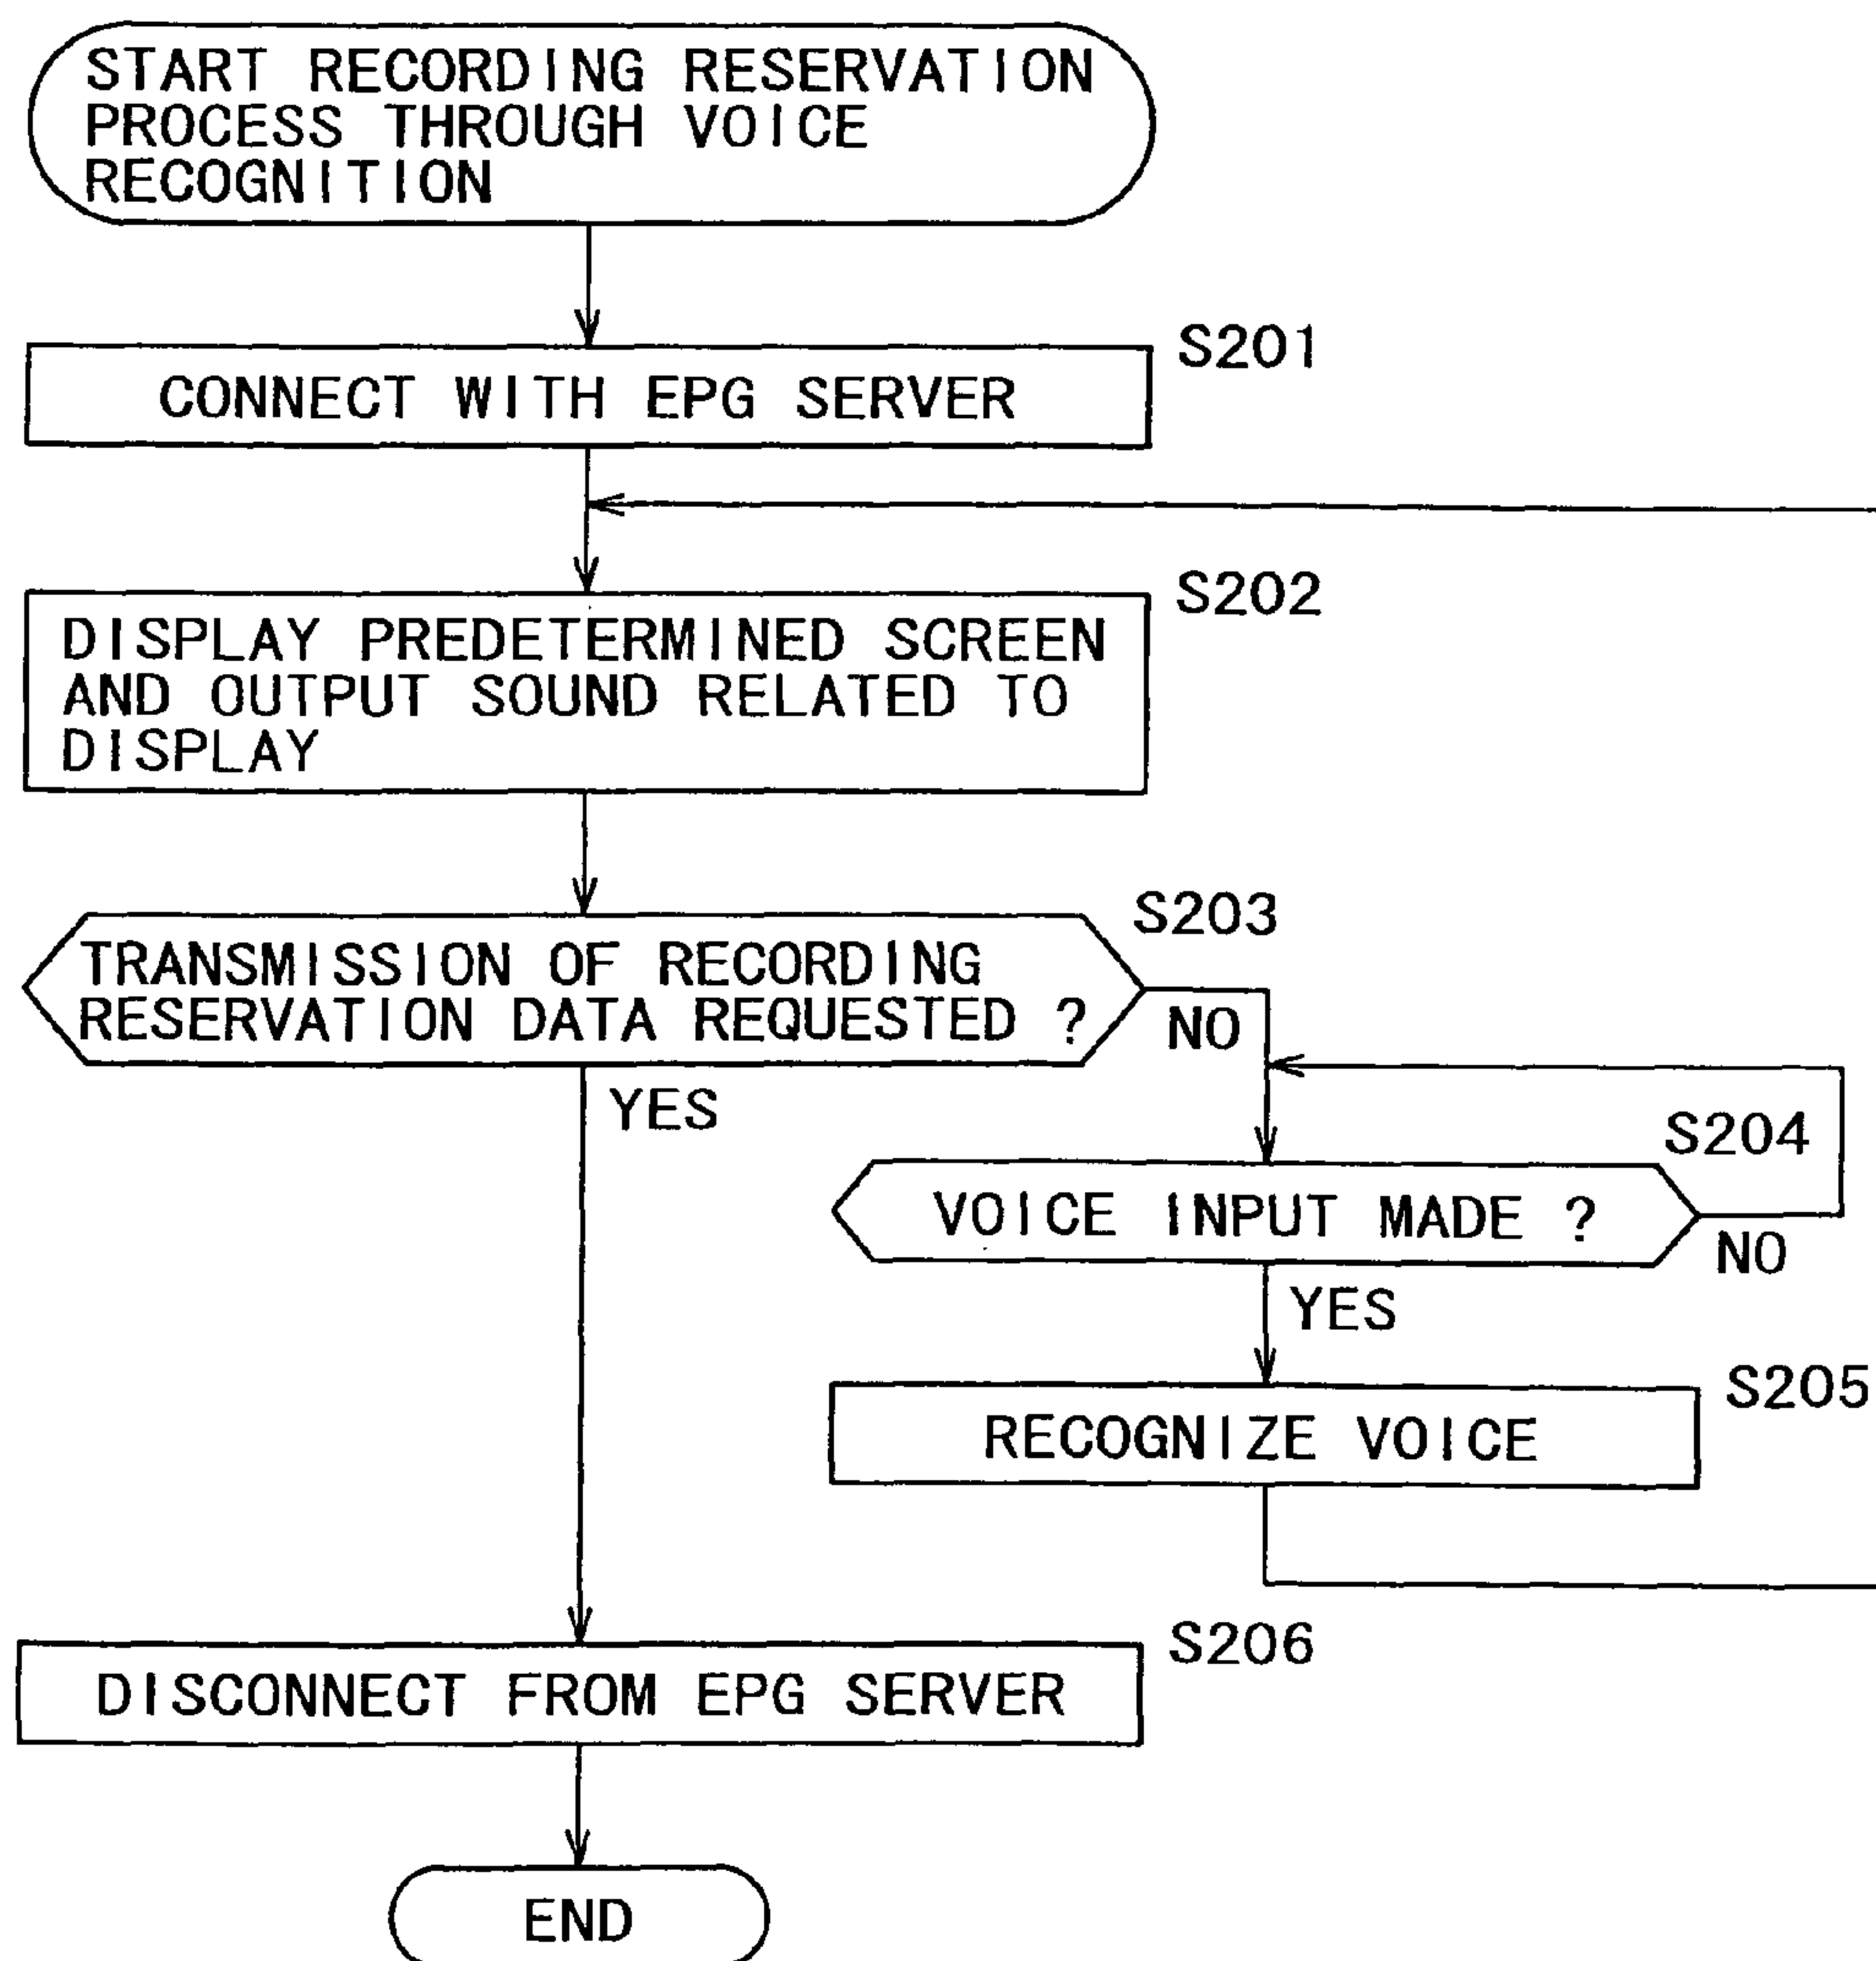 START RECORDING RESERVATION
PROCESS THROUGH VOICE
RECOGNITION
S201
CONNECT WITH EPG SERVER
S202
DISPLAY PREDETERMINED SCREEN
AND OUTPUT SOUND RELATED TO
DISPLAY
S203
TRANSMISSION OF RECORDING
RESERVATION DATA REQUESTED ?
NO
YES
S204
VOICE INPUT MADE ?
NO
YES
S205
RECOGNIZE VOICE
S206
DISCONNECT FROM EPG SERVER
END